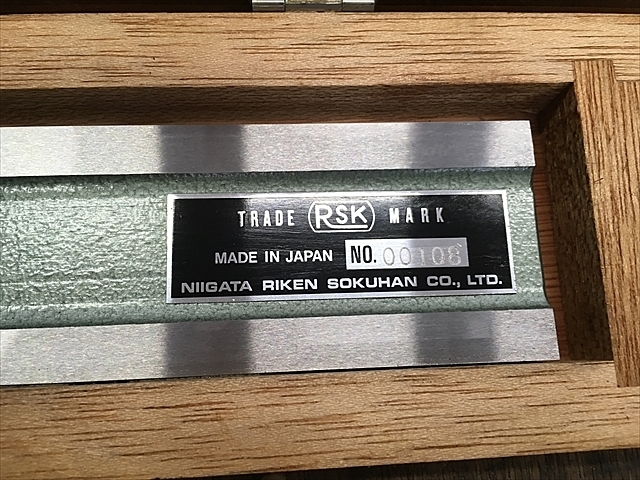 TRADE RSK MARK
MADE IN JAPAN NO. 00108
NIIGATA RIKEN SOKUHAN CO., LTD.